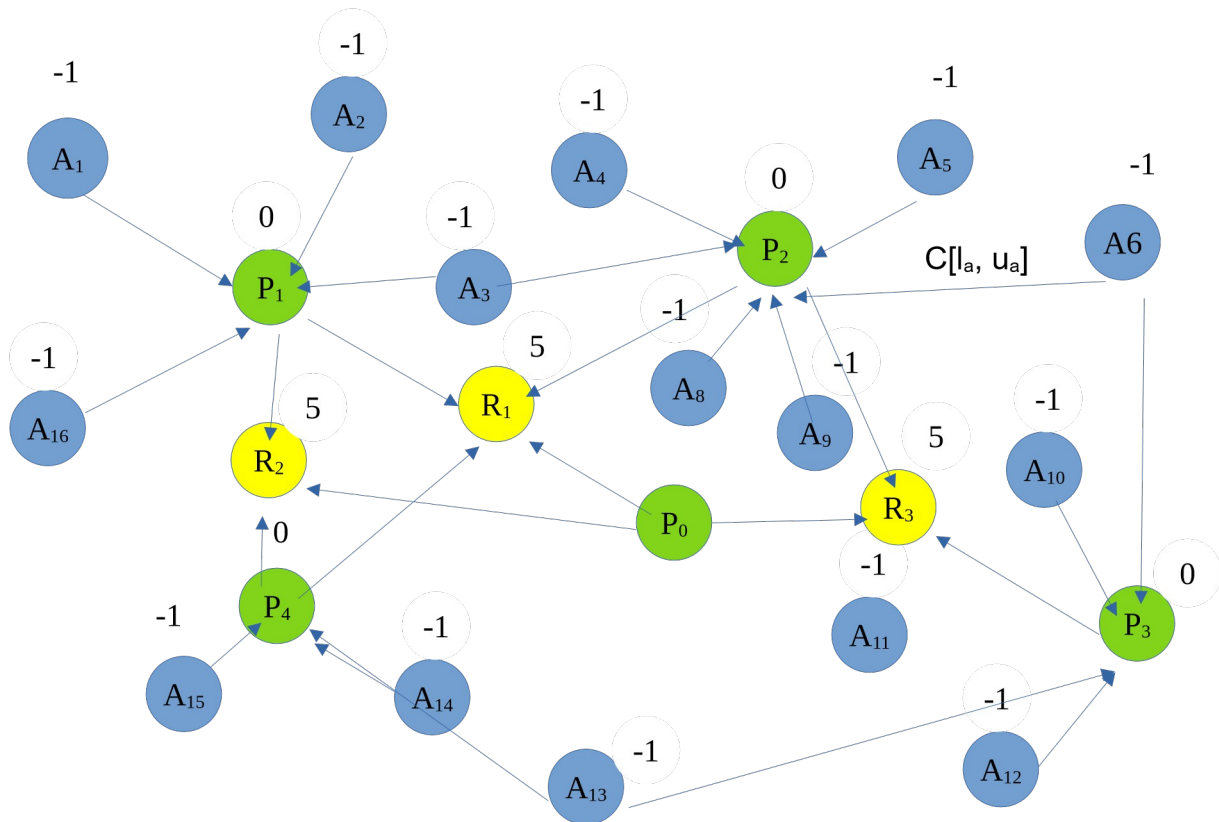 -1
A₂
-1
A₁
-1
A₄
-1
A₅
-1
A6
0
P₁
-1
A₃
0
P₂
C[lₐ, uₐ]
-1
A₁₆
5
R₂
5
R₁
-1
A₈
-1
A₉
5
R₃
-1
A₁₀
P₀
0
P₄
-1
A₁₅
-1
A₁₄
-1
A₁₁
0
P₃
-1
A₁₃
-1
A₁₂